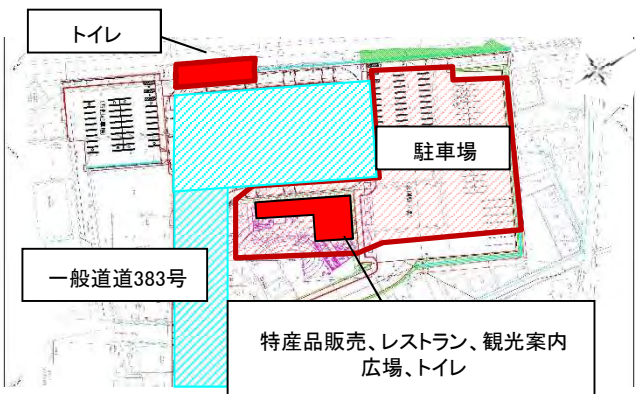 トイレ
駐車場
一般道道383号
特産品販売、レストラン、観光案内
広場、トイレ